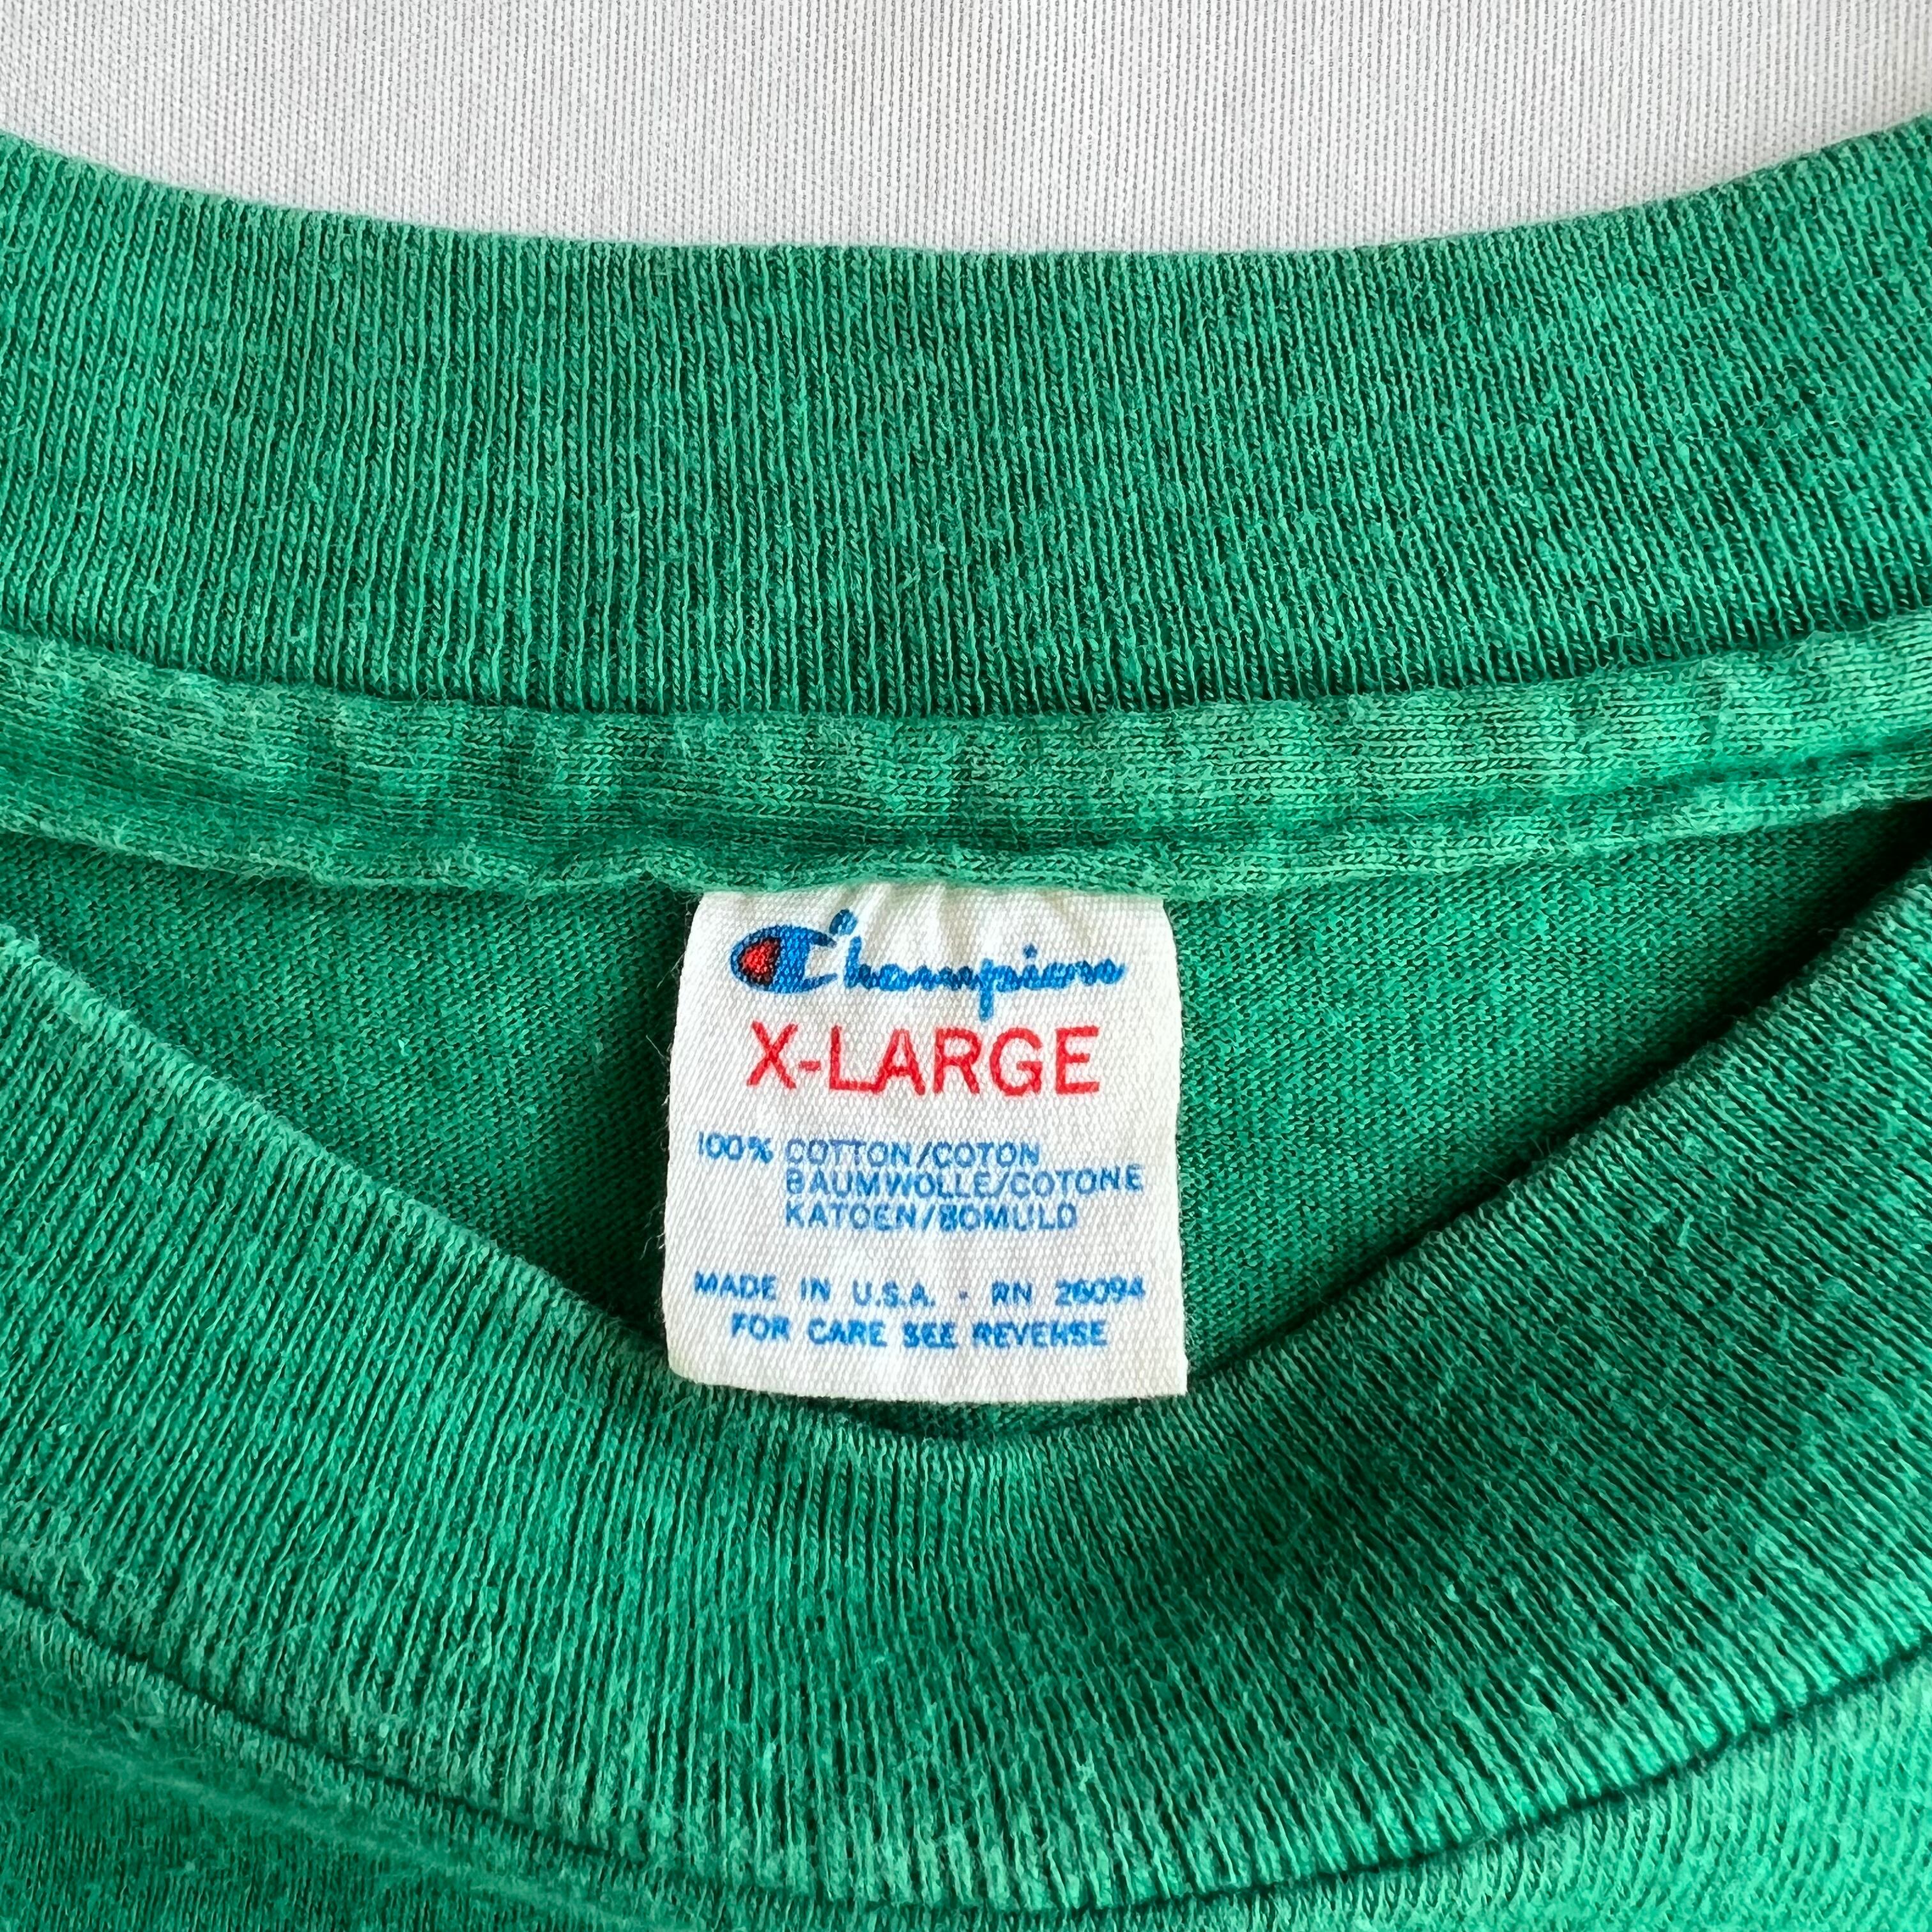 Champion
X-LARGE
100% COTTON/COTON
BAUMWOLLE/COTONE
KATOEN/BOMULD
MADE IN U.S.A. - RN 26094
FOR CARE SEE REVERSE